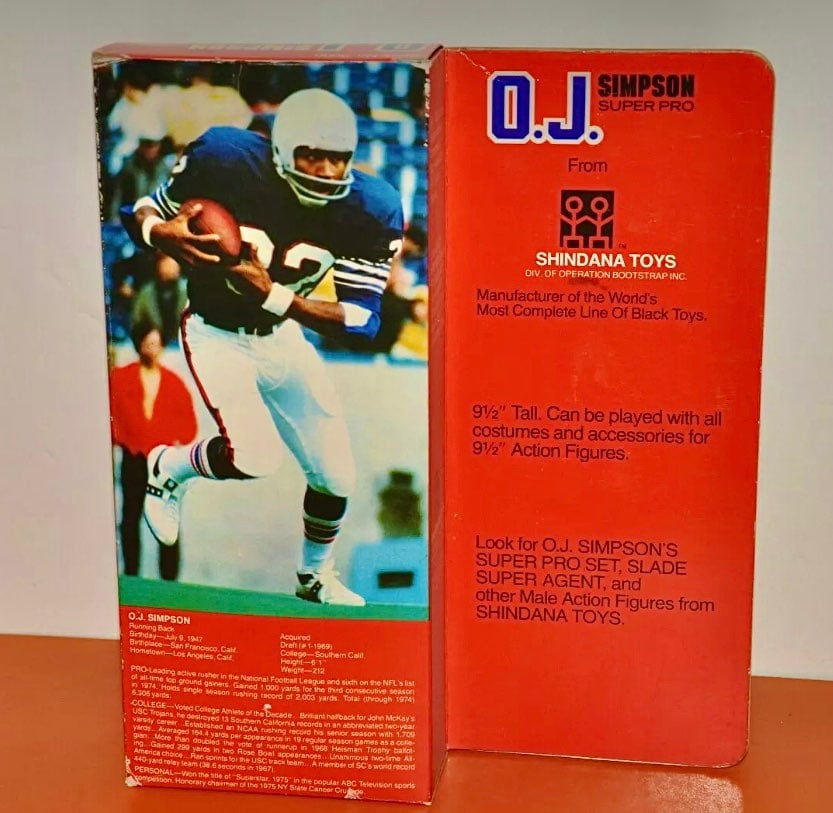 O.J. SIMPSON
32
O.J. SIMPSON
Running Back
Birthday—July 9, 1947
Birthplace—San Francisco, Calif.
Hometown—Los Angeles, Calif.
Acquired
Draft (#1-1969)
College—Southern Calif.
Height—6'1"
Weight—212
PRO-Leading active rusher in the National Football League and sixth on the NFL's list
of all-time top ground gainers. Gained 1,000 yards for the third consecutive season
in 1974. Holds single season rushing record of 2,003 yards. Total (through 1974)
6,306 yards.
-COLLEGE—Voted College Athlete of the Decade... Brilliant halfback for John McKay's
USC Trojans, he destroyed 13 Southern California records in an abbreviated two-year
varsity career...Established an NCAA rushing record his senior season with 1,709
yards...Averaged 164.4 yards per appearance in 19 regular season games as a colle-
gian...More than doubled the vote of runnerup in 1968 Heisman Trophy ballot-
ing...Gained 299 yards in two Rose Bowl appearances...Unanimous two-time All-
America choice...Ran sprints for the USC track team...A member of SC's world record
440-yard relay team (38.6 seconds in 1967).
PERSONAL—Won the title of "Superstar, 1975" in the popular ABC Television sports
competition. Honorary chairman of the 1975 NY State Cancer Crusade
O.J. SIMPSON
SUPER PRO
From
TM
SHINDANA TOYS
DIV. OF OPERATION BOOTSTRAP INC.
Manufacturer of the World's
Most Complete Line Of Black Toys.
9½" Tall. Can be played with all
costumes and accessories for
9½" Action Figures.
Look for O.J. SIMPSON'S
SUPER PRO SET, SLADE
SUPER AGENT, and
other Male Action Figures from
SHINDANA TOYS.